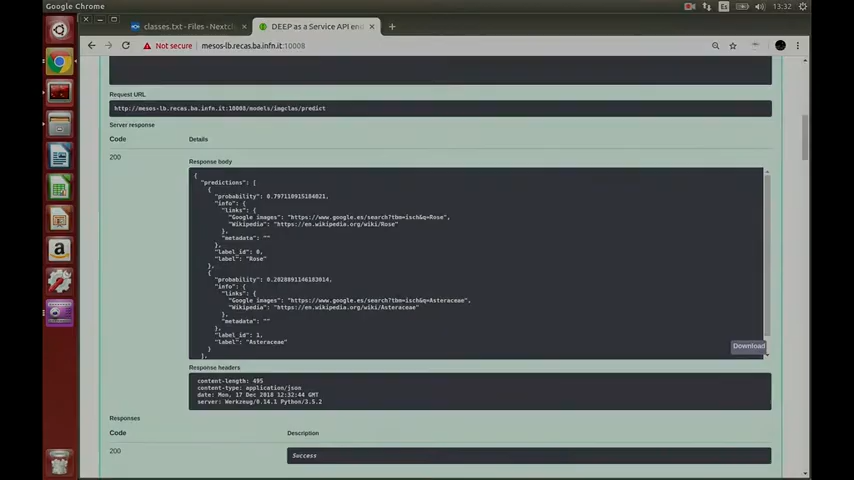 Google Chrome
Es
13:32
classes.txt - Files - Nextcl
DEEP as a Service API end
Not secure
mesos-lb.recas.ba.infn.it:10008
Request URL
http://mesos-lb.recas.ba.infn.it:10008/models/imgclas/predict
Server response
Code
Details
200
Response body
{
"predictions": [
{
"probability": 0.797110915184021,
"info": {
"links": {
"Google images": "https://www.google.es/search?tbm=isch&q=Rose",
"Wikipedia": "https://en.wikipedia.org/wiki/Rose"
},
"metadata": ""
},
"label_id": 0,
"label": "Rose"
},
{
"probability": 0.2028891146183014,
"info": {
"links": {
"Google images": "https://www.google.es/search?tbm=isch&q=Asteraceae",
"Wikipedia": "https://en.wikipedia.org/wiki/Asteraceae"
},
"metadata": ""
},
"label_id": 1,
"label": "Asteraceae"
}
],
Download
Response headers
content-length: 495
content-type: application/json
date: Mon, 17 Dec 2018 12:32:44 GMT
server: Werkzeug/0.14.1 Python/3.5.2
Responses
Code
Description
200
Success